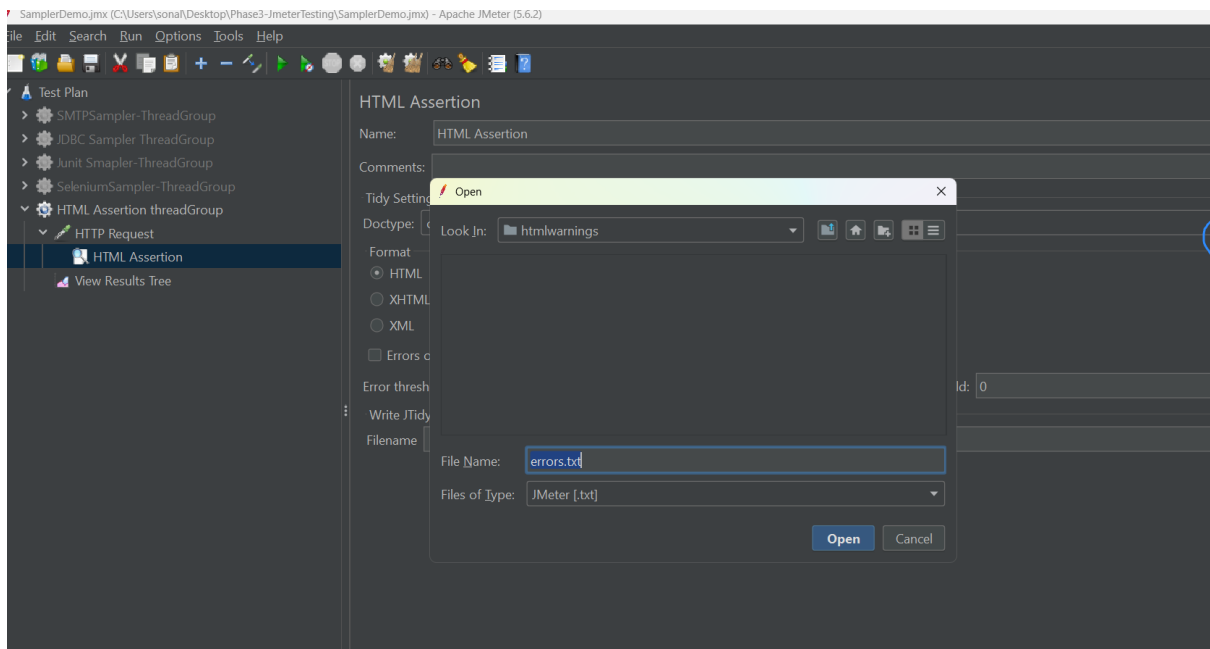 SamplerDemo.jmx (C:\Users\sonal\Desktop\Phase3-JmeterTesting\SamplerDemo.jmx) - Apache JMeter (5.6.2)
File Edit Search Run Options Tools Help
Test Plan
SMTPSampler-ThreadGroup
JDBC Sampler ThreadGroup
Junit Smapler-ThreadGroup
SeleniumSampler-ThreadGroup
HTML Assertion threadGroup
HTTP Request
HTML Assertion
View Results Tree
HTML Assertion
Name: HTML Assertion
Comments:
Tidy Setting
Doctype:
Format
HTML
XHTML
XML
Errors o
Error thresh
ld: 0
Write JTidy
Filename
Open
Look In: htmlwarnings
File Name: errors.txt
Files of Type: JMeter [.txt]
Open Cancel